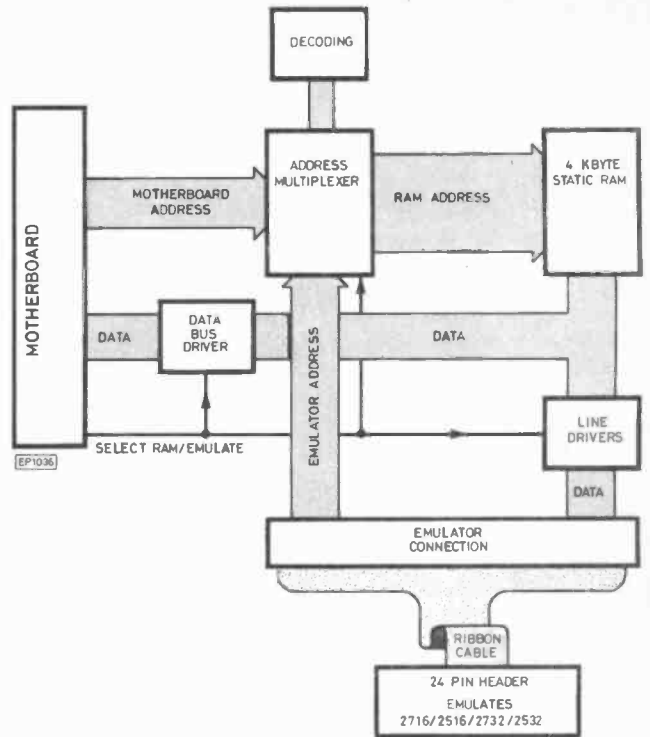 DECODING
ADDRESS
MULTIPLEXER
4 KBYTE
STATIC RAM
MOTHERBOARD
ADDRESS
RAM ADDRESS
MOTHERBOARD
DATA
DATA
BUS
DRIVER
EMULATOR ADDRESS
DATA
SELECT RAM/EMULATE
EP1036
LINE
DRIVERS
DATA
EMULATOR
CONNECTION
RIBBON
CABLE
24 PIN HEADER
EMULATES
2716/2516/2732/2532